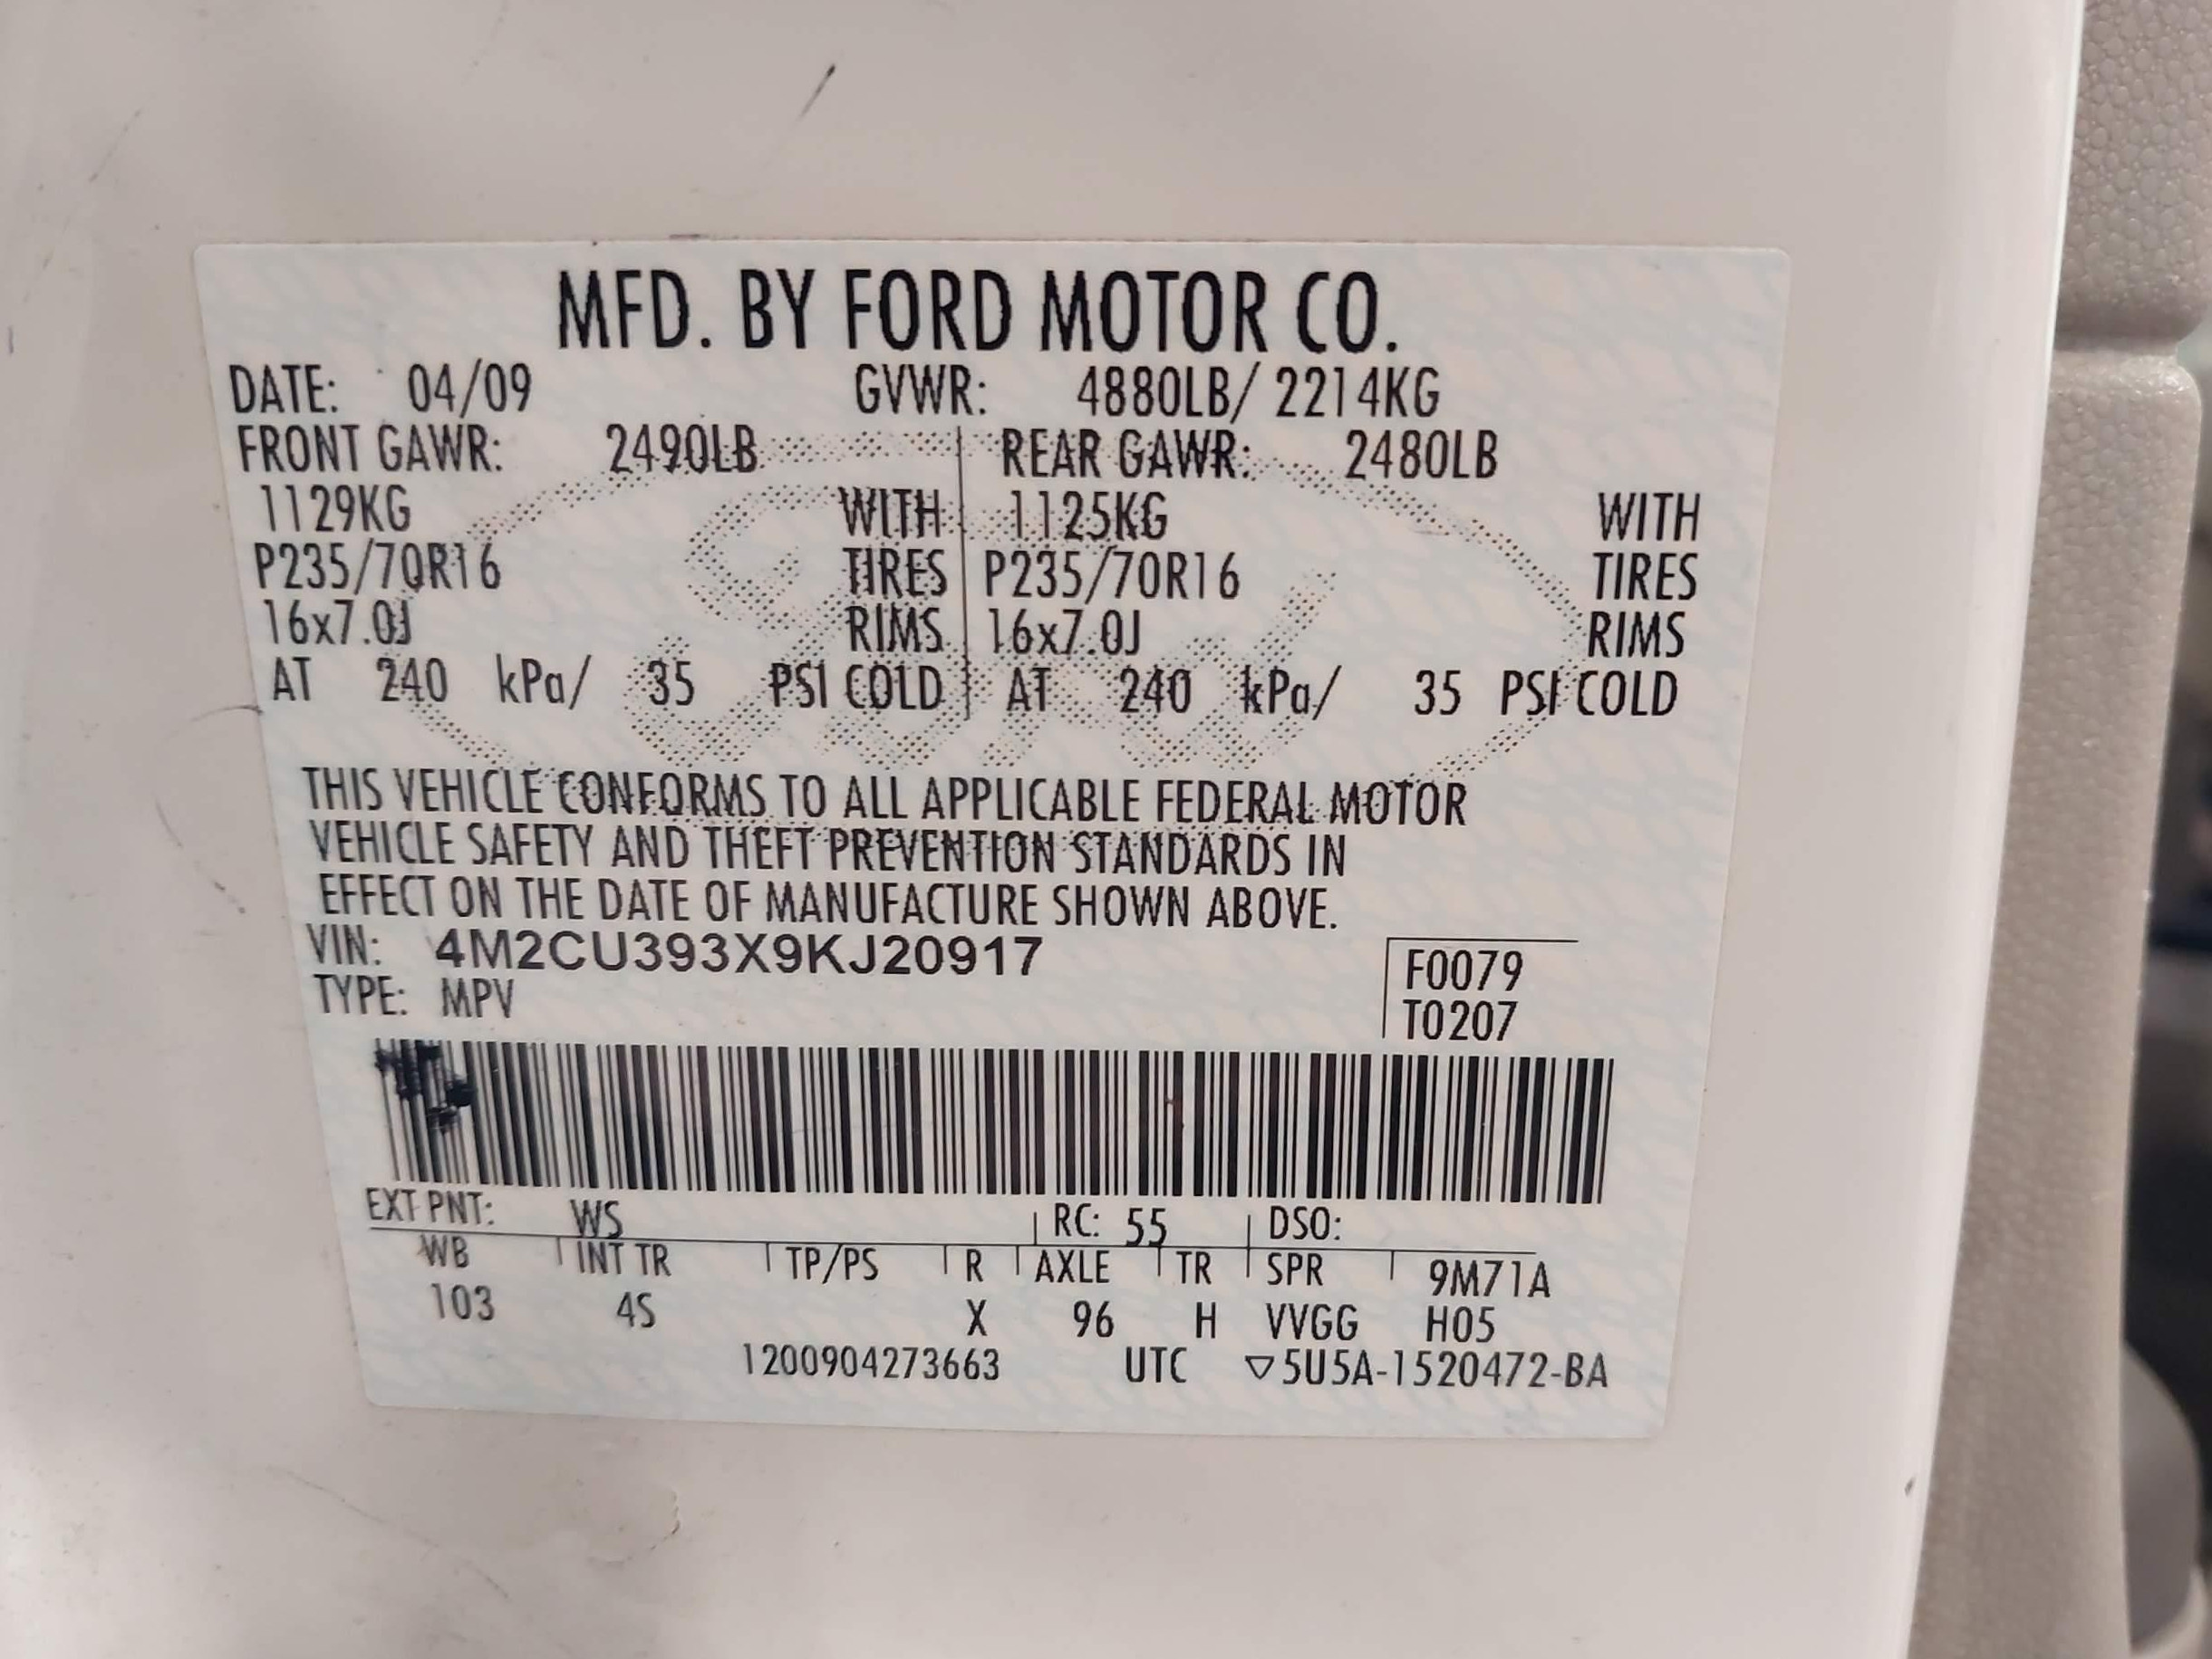 MFD. BY FORD MOTOR CO.
DATE: 04/09 GVWR: 4880LB/ 2214KG
FRONT GAWR: 2490LB REAR GAWR: 2480LB
1129KG WITH 1125KG WITH
P235/70R16 TIRES P235/70R16 TIRES
16x7.0J RIMS 16x7.0J RIMS
AT 240 kPa/ 35 PSI COLD AT 240 kPa/ 35 PSI COLD
THIS VEHICLE CONFORMS TO ALL APPLICABLE FEDERAL MOTOR
VEHICLE SAFETY AND THEFT PREVENTION STANDARDS IN
EFFECT ON THE DATE OF MANUFACTURE SHOWN ABOVE.
VIN: 4M2CU393X9KJ20917 F0079
TYPE: MPV T0207
EXT PNT: WS RC: 55 DSO:
WB INT TR TP/PS R AXLE TR SPR 9M71A
103 4S X 96 H VVGG H05
1200904273663 UTC ▽5U5A-1520472-BA